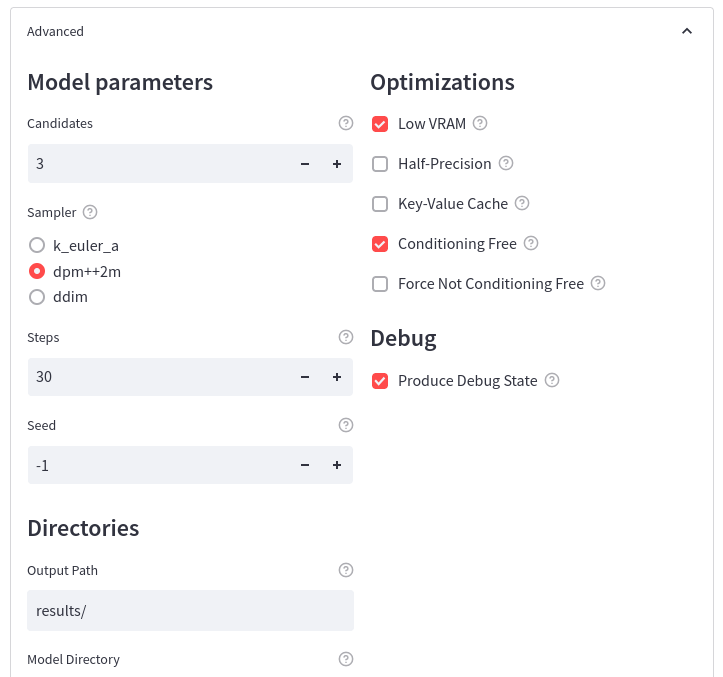 Advanced
Model parameters
Candidates
3
Sampler
k_euler_a
dpm++2m
ddim
Steps
30
Seed
-1
Directories
Output Path
results/
Model Directory
Optimizations
Low VRAM
Half-Precision
Key-Value Cache
Conditioning Free
Force Not Conditioning Free
Debug
Produce Debug State